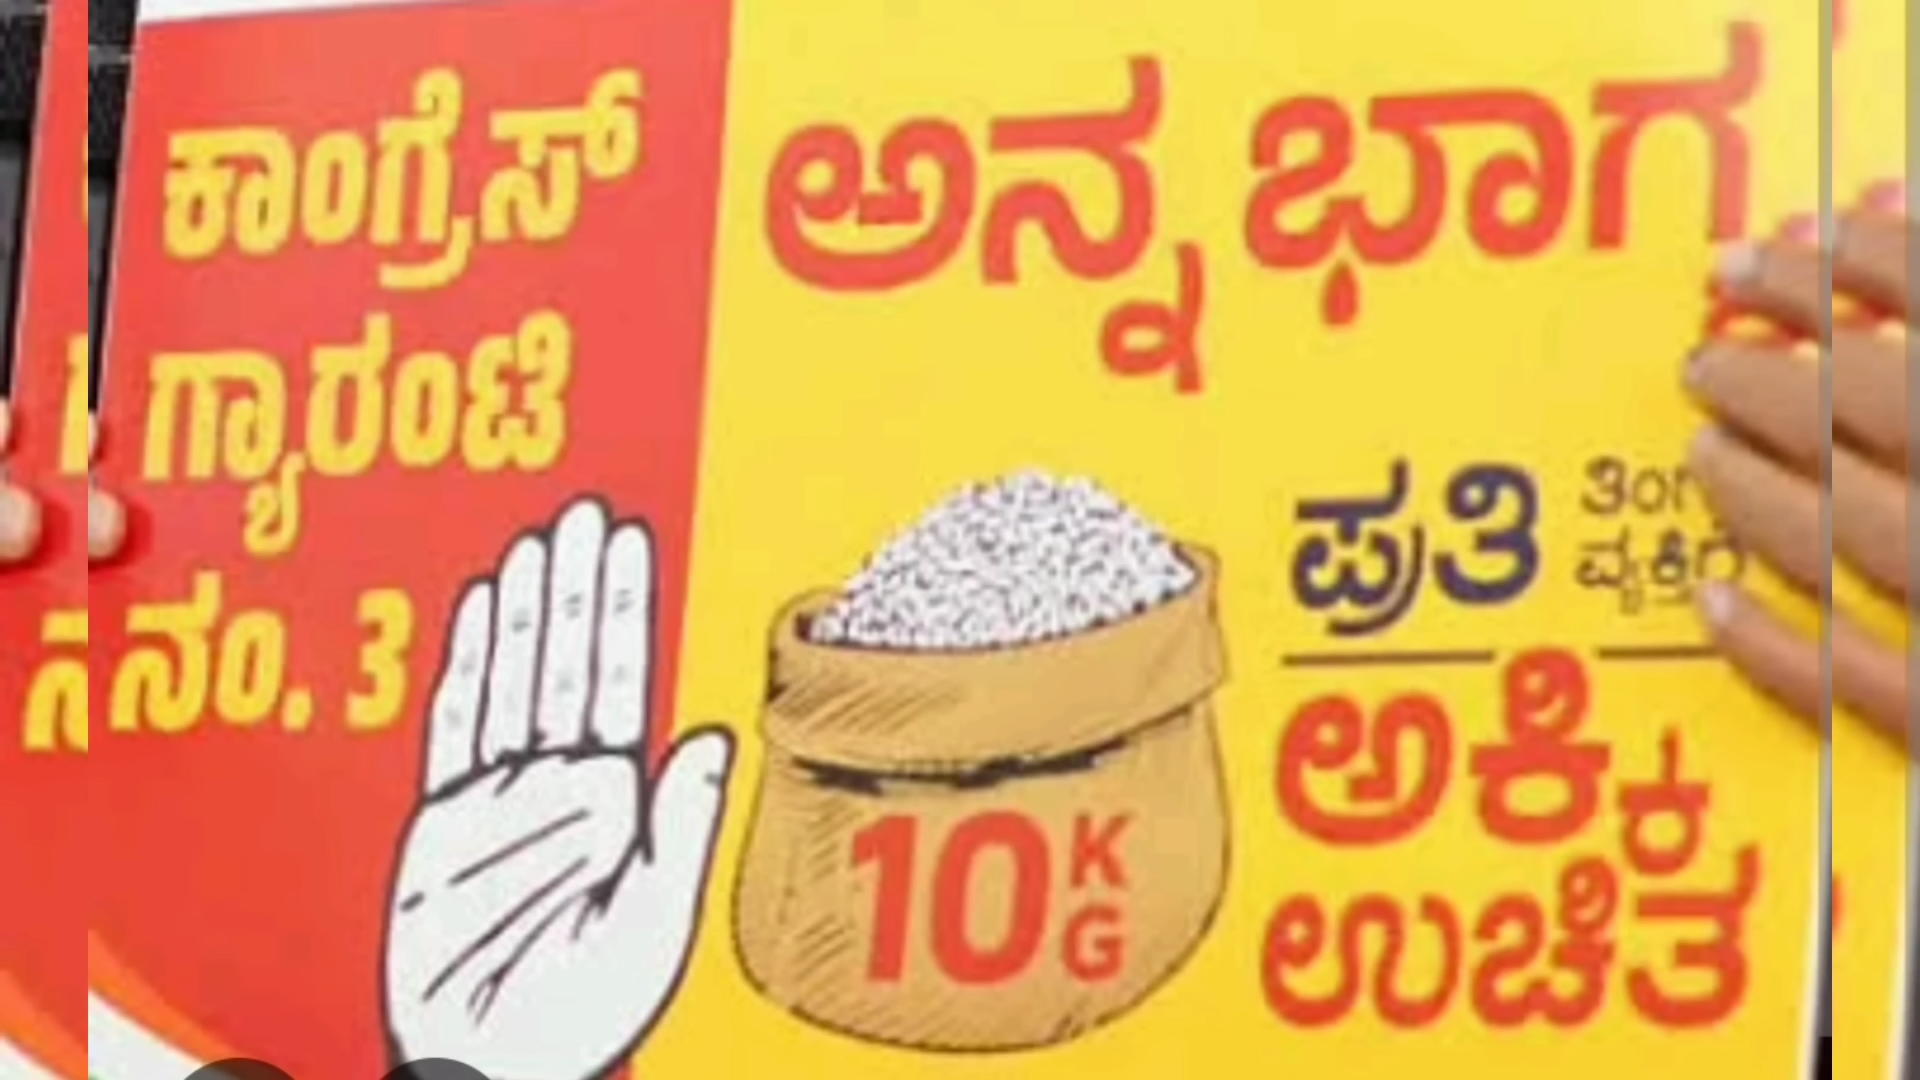 ಕಾಂಗ್ರೆಸ್
ಗ್ಯಾರಂಟಿ
ನಂ. 3
ಅನ್ನ ಭಾಗ
ಪ್ರತಿ
ಅಕ್ಕಿ
ಉಚಿತ
10 KG